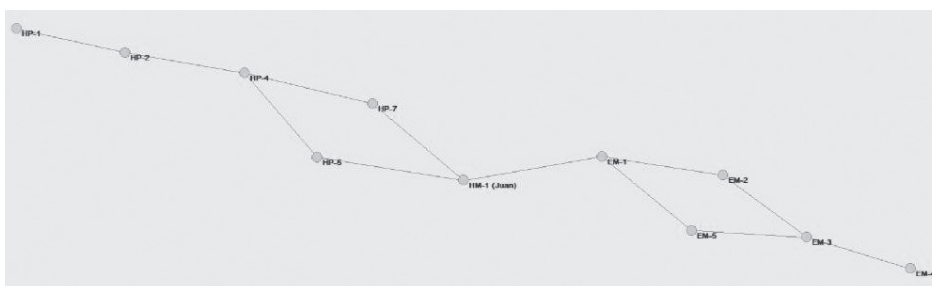 HP-1
HP-2
HP-4
HP-7
HP-5
HM-1 (Juan)
EM-1
EM-2
EM-5
EM-3
EM-4